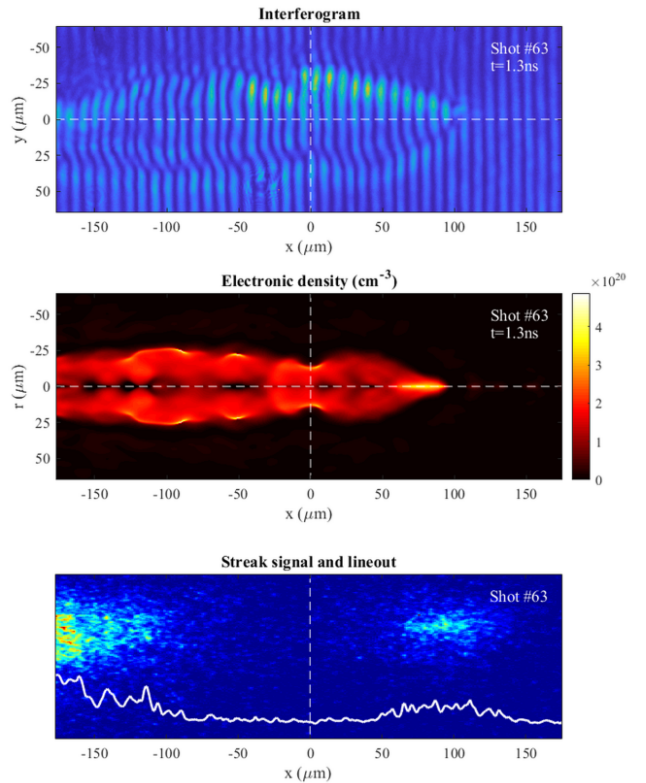 Interferogram
Shot #63
t=1.3ns
-50
-25
0
25
50
y (μm)
-150 -100 -50 0 50 100 150
x (μm)
Electronic density (cm-3)
×10^20
Shot #63
t=1.3ns
-50
-25
0
25
50
r (μm)
4
3
2
1
0
-150 -100 -50 0 50 100 150
x (μm)
Streak signal and lineout
Shot #63
-150 -100 -50 0 50 100 150
x (μm)